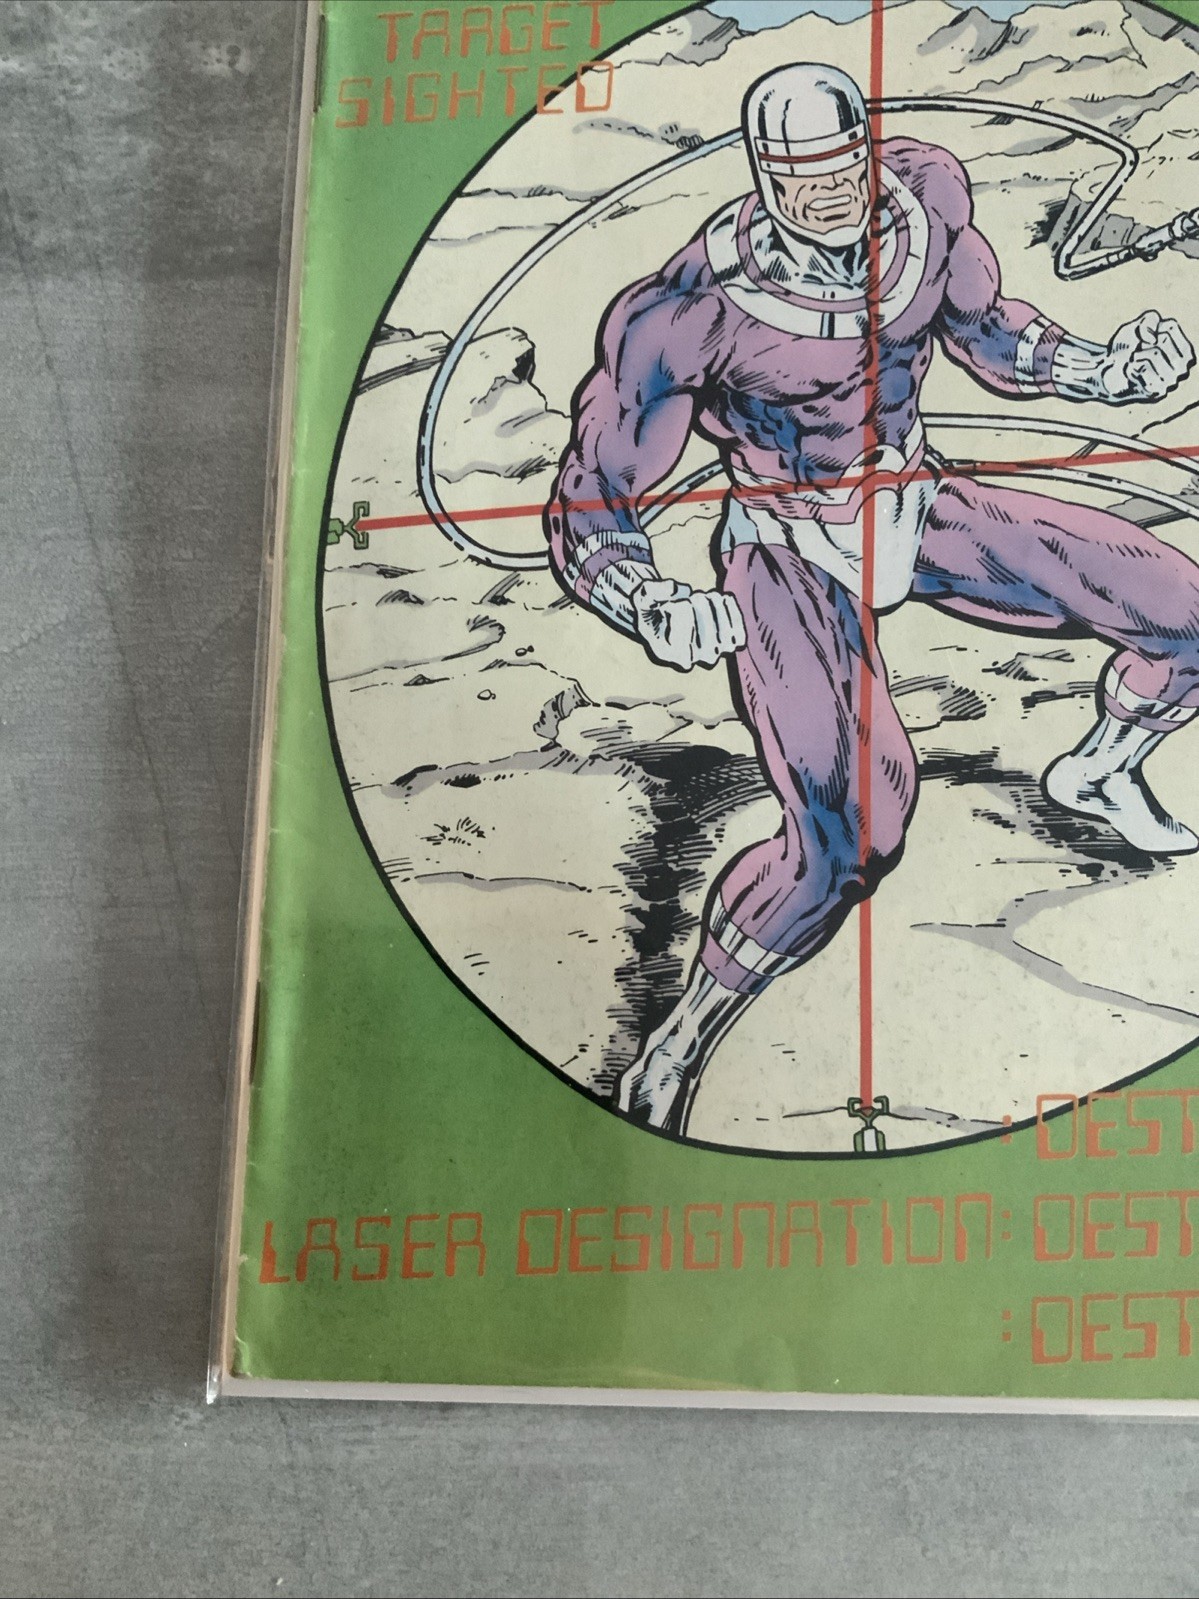 TARGET
SIGHTED
: DEST
LASER DESIGNATION: DEST
: DEST